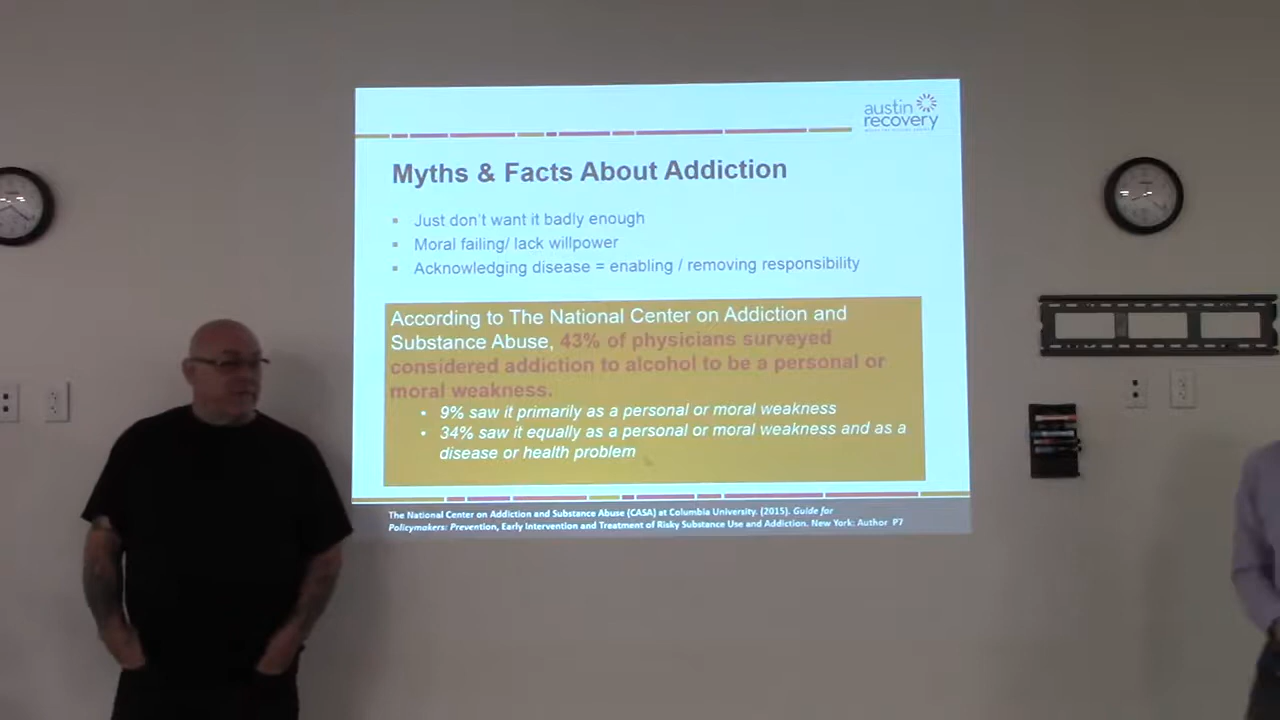 austin
recovery
Myths & Facts About Addiction
▪ Just don't want it badly enough
▪ Moral failing/ lack willpower
▪ Acknowledging disease = enabling / removing responsibility
According to The National Center on Addiction and
Substance Abuse, 43% of physicians surveyed
considered addiction to alcohol to be a personal or
moral weakness.
• 9% saw it primarily as a personal or moral weakness
• 34% saw it equally as a personal or moral weakness and as a
disease or health problem
The National Center on Addiction and Substance Abuse (CASA) at Columbia University. (2015). Guide for
Policymakers: Prevention, Early Intervention and Treatment of Risky Substance Use and Addiction. New York: Author P7